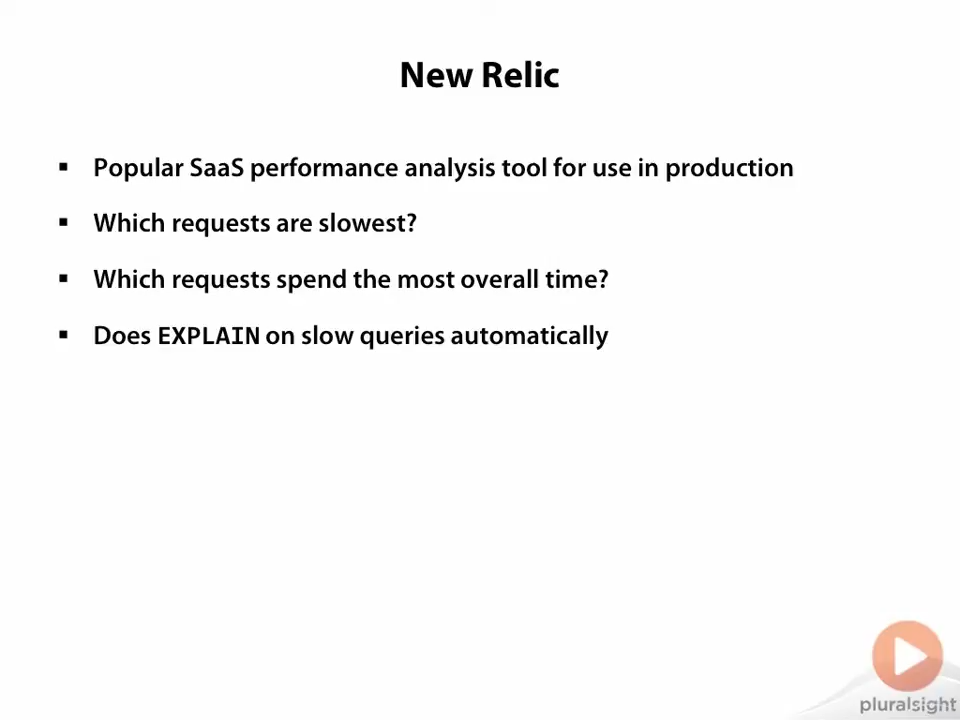 New Relic
▪ Popular SaaS performance analysis tool for use in production
▪ Which requests are slowest?
▪ Which requests spend the most overall time?
▪ Does EXPLAIN on slow queries automatically
pluralsight